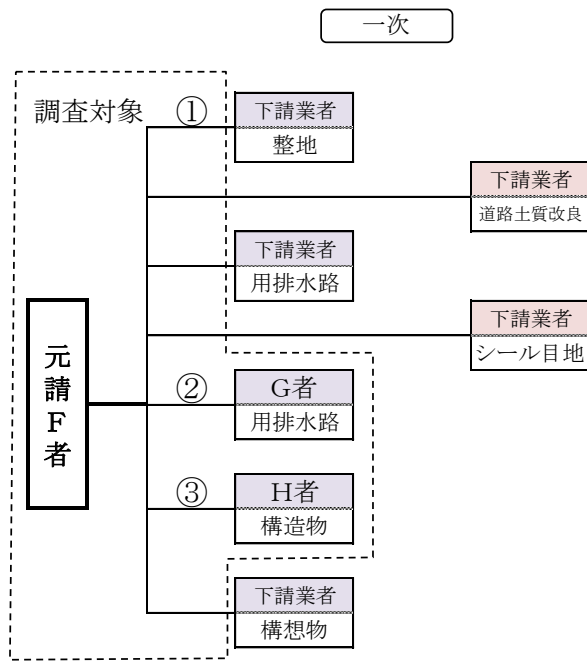 一次
調査対象
①
下請業者
整地
下請業者
道路土質改良
下請業者
用排水路
下請業者
シール目地
元請F者
②
G者
用排水路
③
H者
構造物
下請業者
構想物